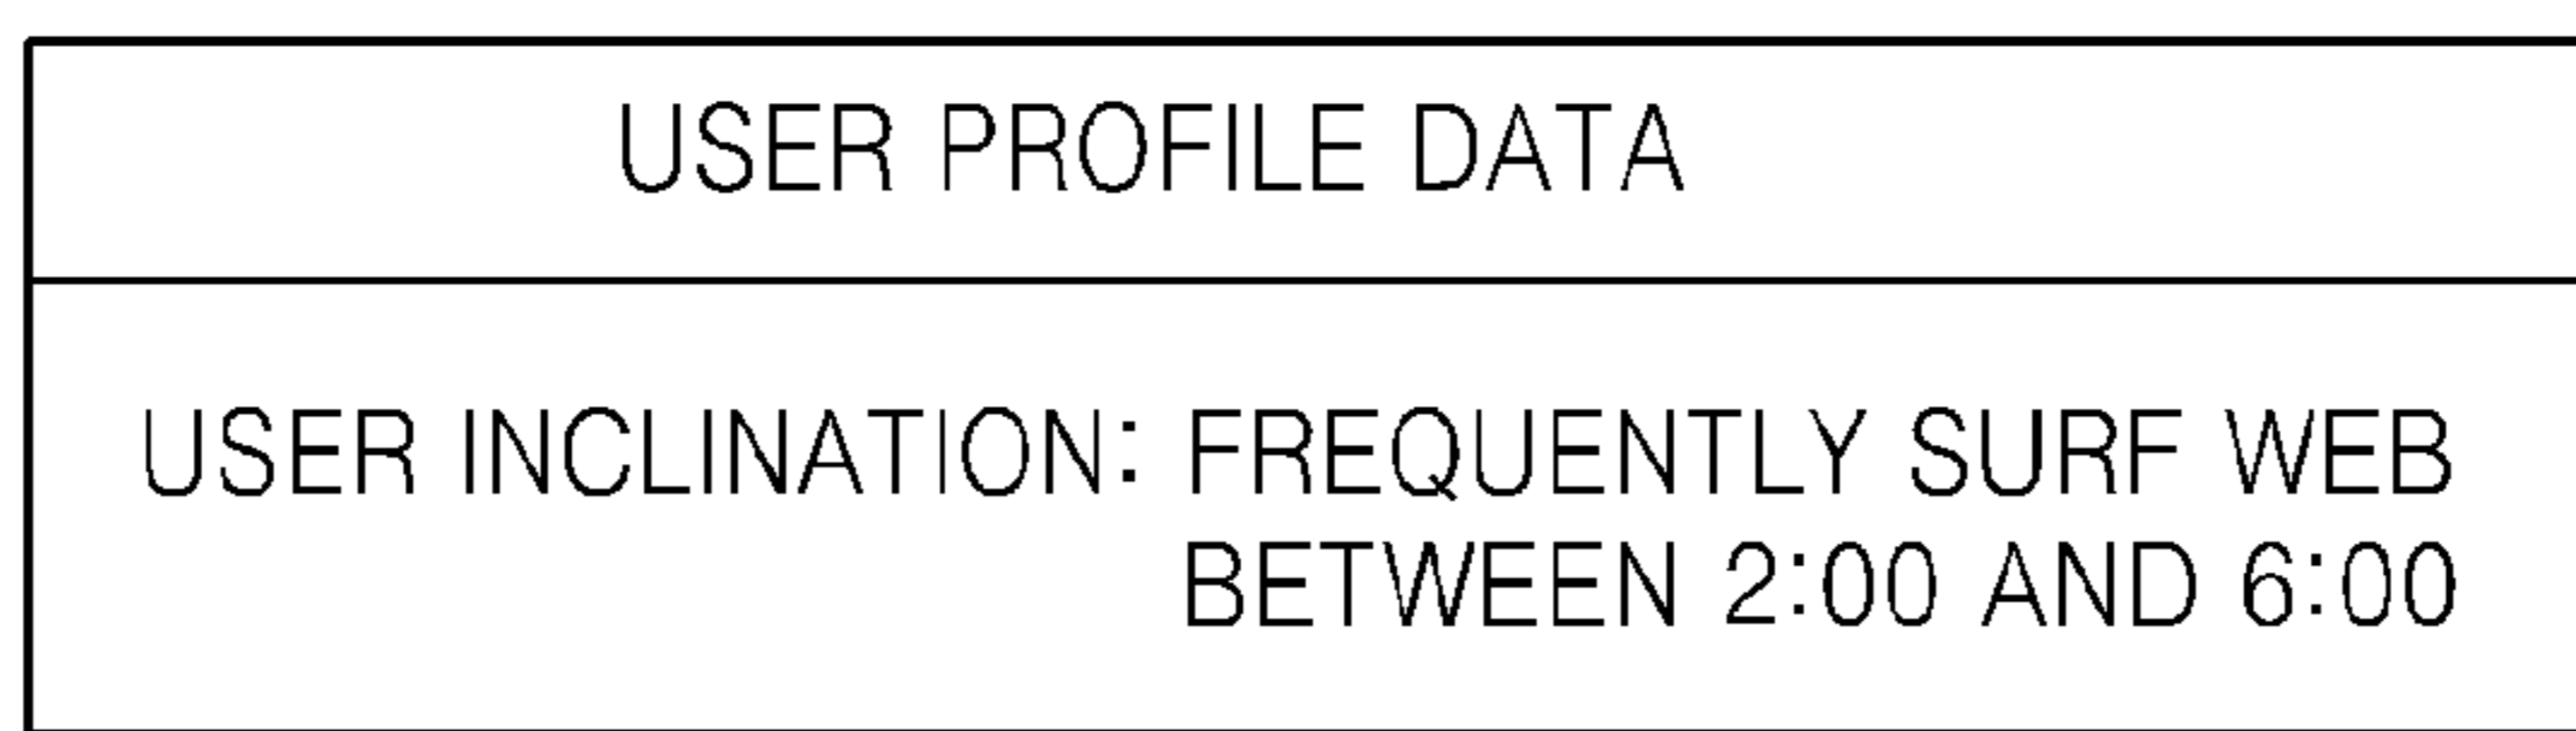 USER PROFILE DATA
USER INCLINATION: FREQUENTLY SURF WEB
BETWEEN 2:00 AND 6:00